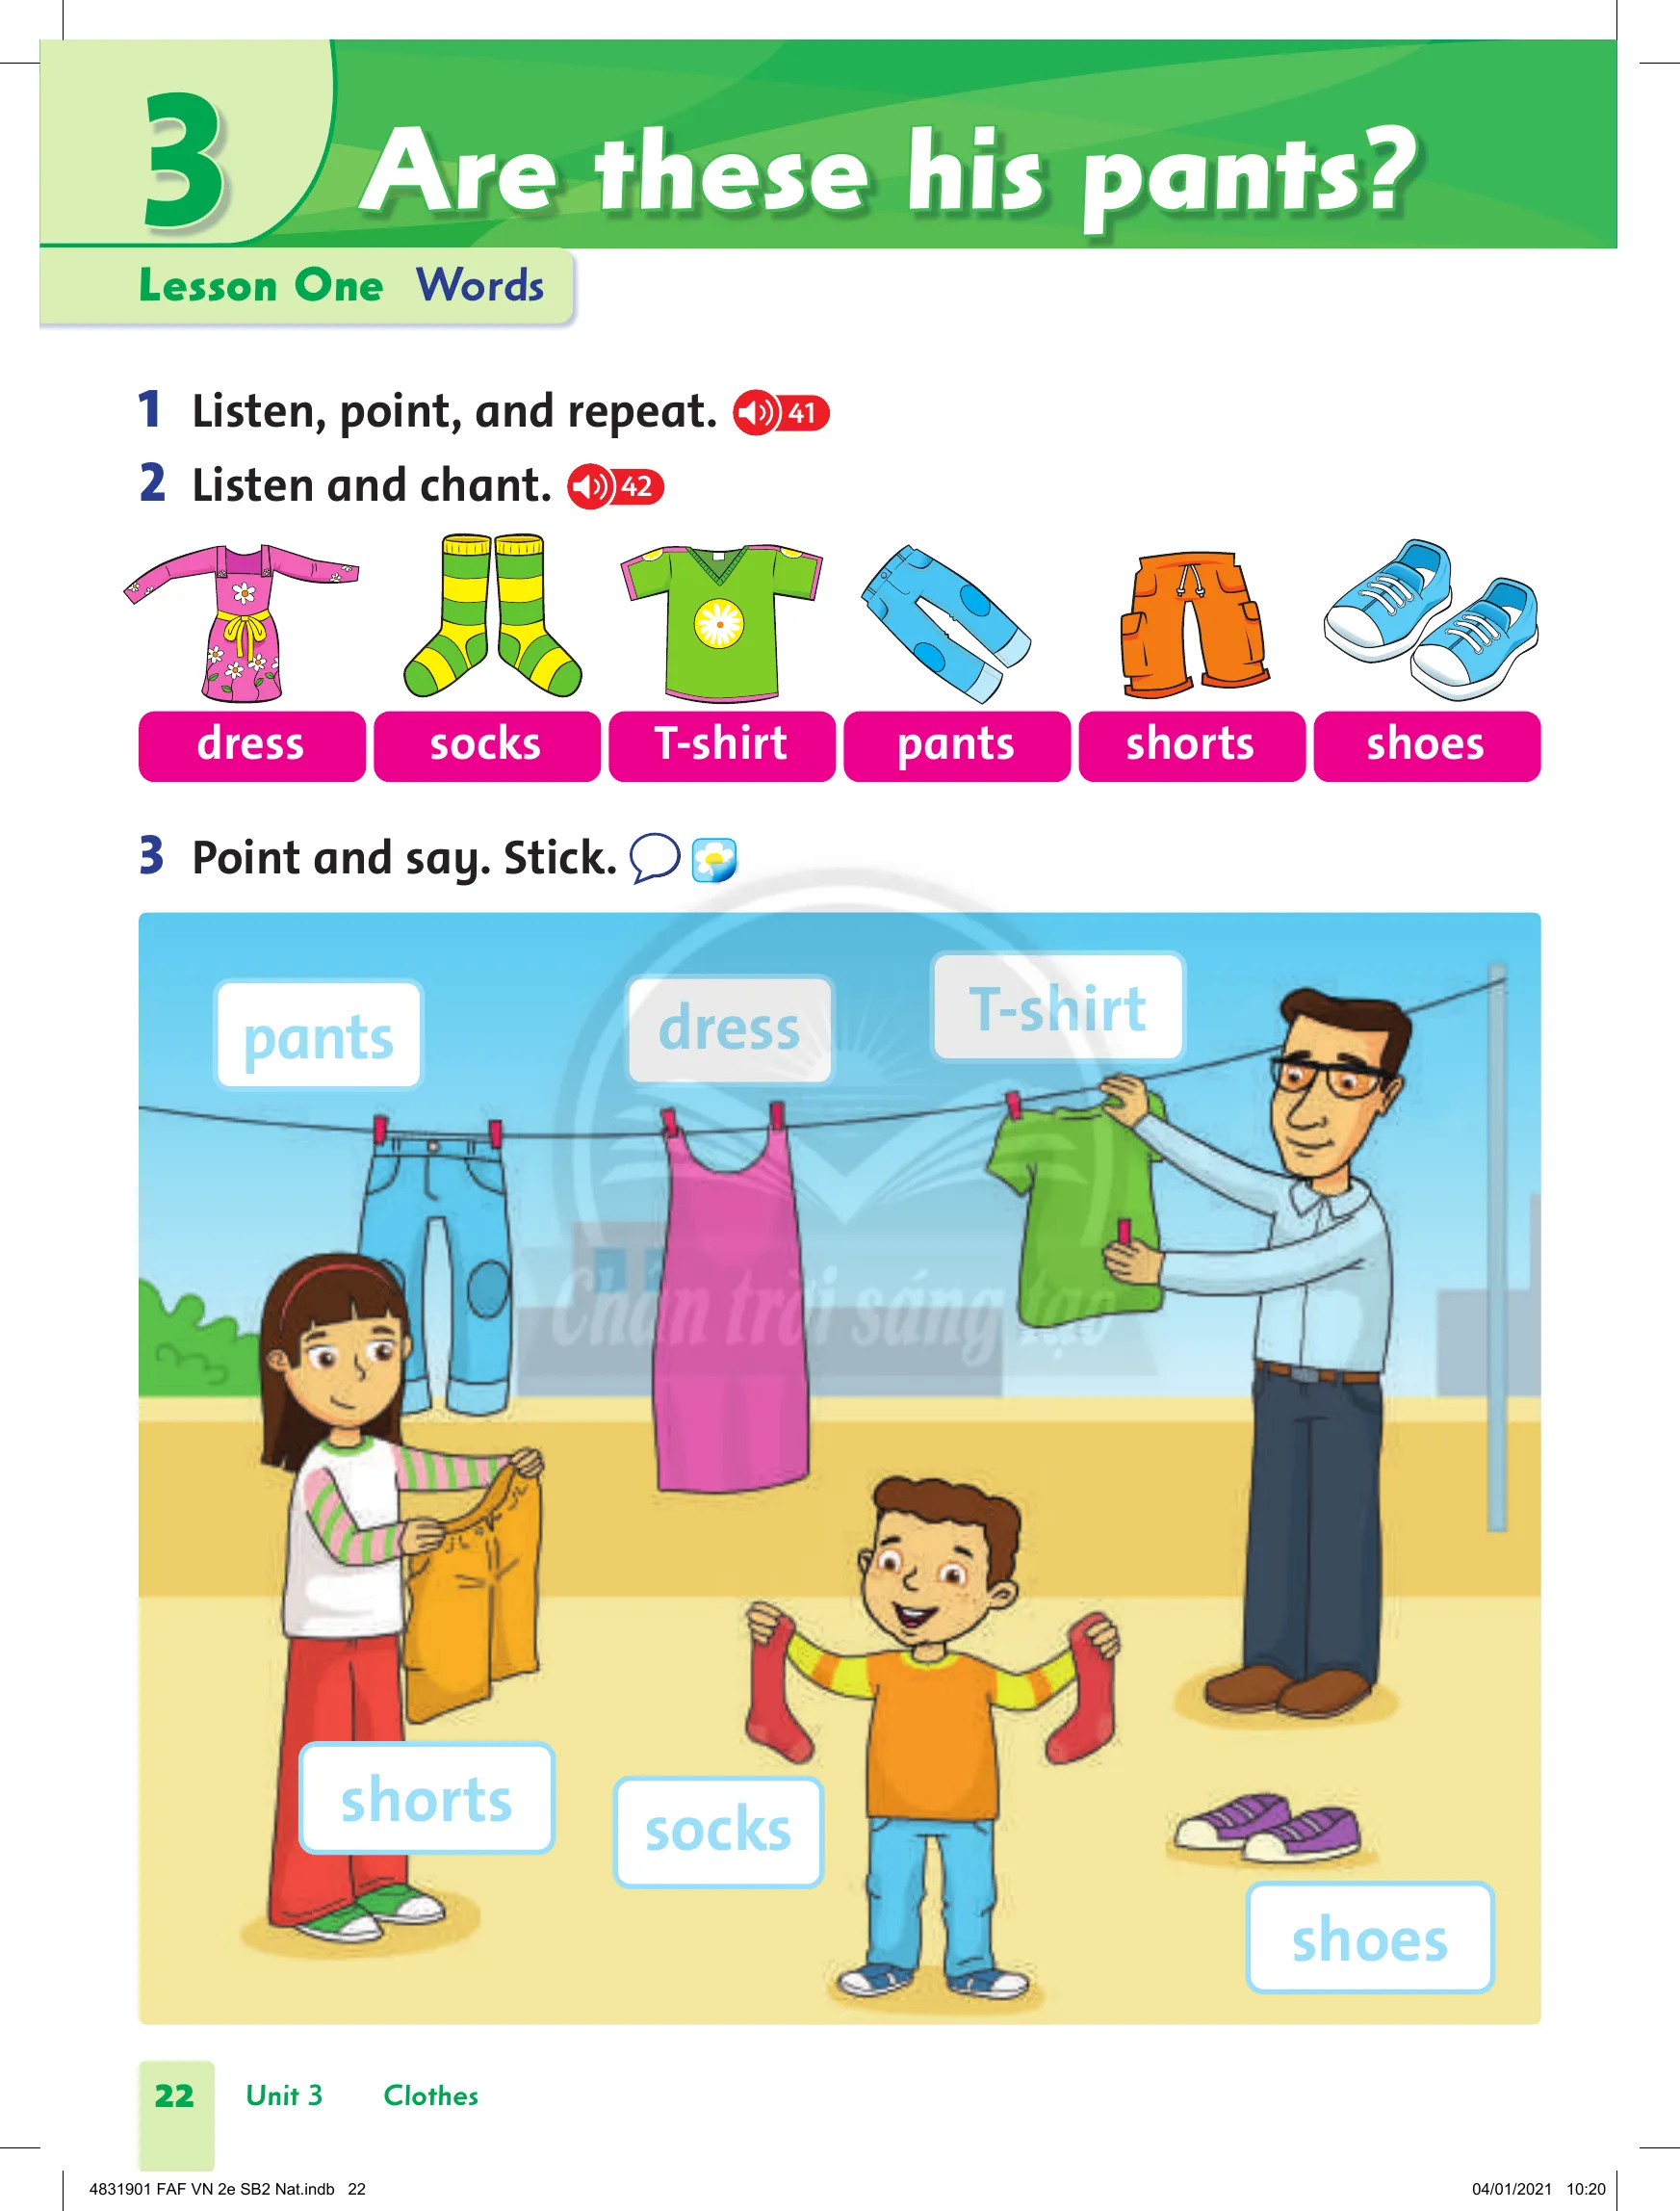 3
Are these his pants?
Lesson One Words
1 Listen, point, and repeat. 41
2 Listen and chant. 42
dress socks T-shirt pants shorts shoes
3 Point and say. Stick.
pants dress T-shirt
Chân trời sáng tạo
shorts
socks
shoes
22 Unit 3 Clothes
4831901 FAF VN 2e SB2 Nat.indb 22 04/01/2021 10:20